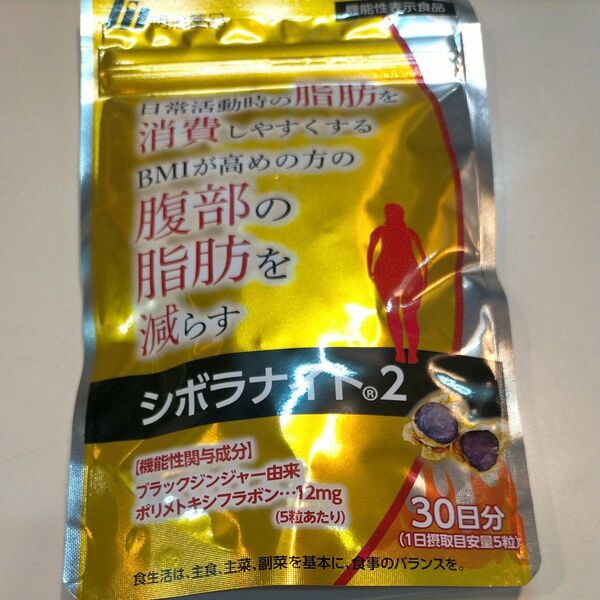 明治薬品
機能性表示食品
日常活動時の脂肪を
消費しやすくする
BMIが高めの方の
腹部の
脂肪を
減らす
シボラナイト®2
【機能性関与成分】
ブラックジンジャー由来
ポリメトキシフラボン…12mg
(5粒あたり)
30日分
(1日摂取目安量5粒)
食生活は、主食、主菜、副菜を基本に、食事のバランスを。